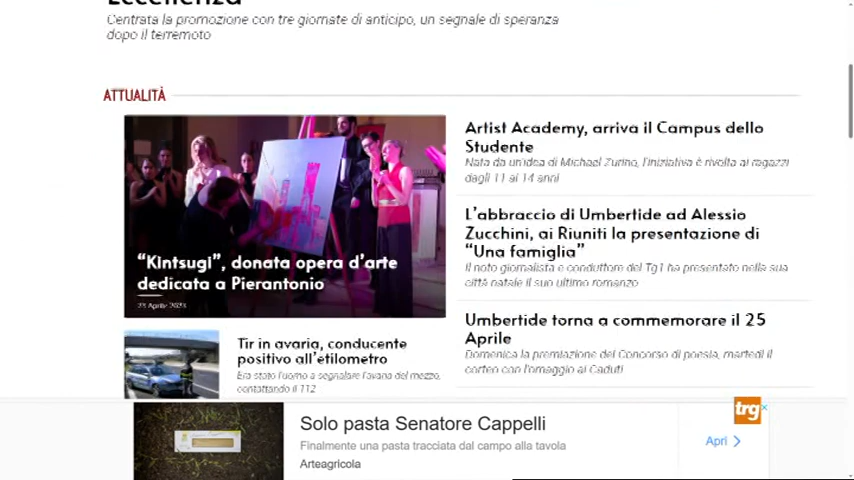 Eccellenza
Centrata la promozione con tre giornate di anticipo, un segnale di speranza
dopo il terremoto
ATTUALITÀ
"Kintsugi", donata opera d'arte
dedicata a Pierantonio
23 Aprile 2023
Tir in avaria, conducente
positivo all'etilometro
Era stato l'uomo a segnalare l'avaria del mezzo,
contattando il 112
Artist Academy, arriva il Campus dello
Studente
Nata da un'idea di Michael Zurino, l'iniziativa è rivolta ai ragazzi
dagli 11 ai 14 anni
L'abbraccio di Umbertide ad Alessio
Zucchini, ai Riuniti la presentazione di
"Una famiglia"
Il noto giornalista e conduttore del Tg1 ha presentato nella sua
città natale il suo ultimo romanzo
Umbertide torna a commemorare il 25
Aprile
Domenica la premiazione del Concorso di poesia, martedì il
corteo con l'omaggio ai Caduti
Solo pasta Senatore Cappelli
Finalmente una pasta tracciata dal campo alla tavola
Arteagricola
Apri
trg